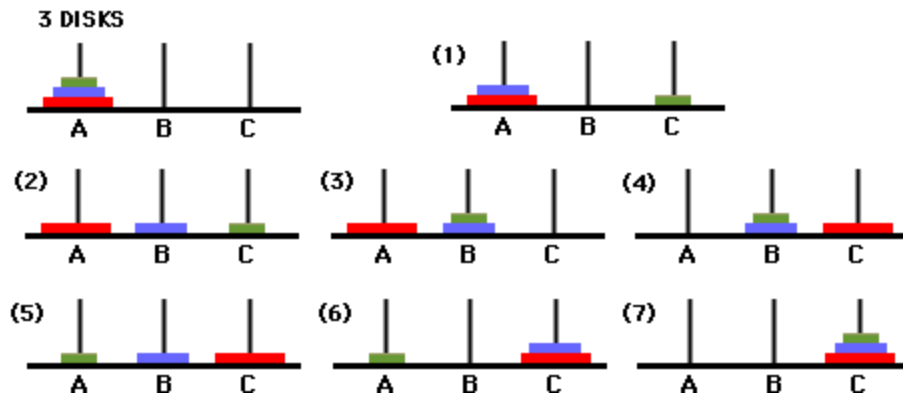 3 DISKS
A B C
(1)
A B C
(2)
A B C
(3)
A B C
(4)
A B C
(5)
A B C
(6)
A B C
(7)
A B C